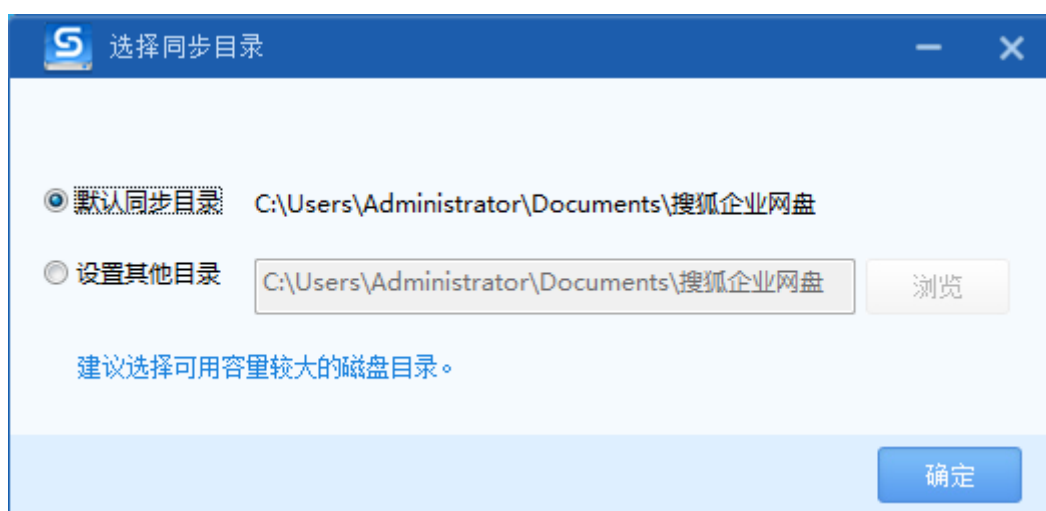 选择同步目录
默认同步目录 C:\Users\Administrator\Documents\搜狐企业网盘
设置其他目录 C:\Users\Administrator\Documents\搜狐企业网盘 浏览
建议选择可用容量较大的磁盘目录。
确定